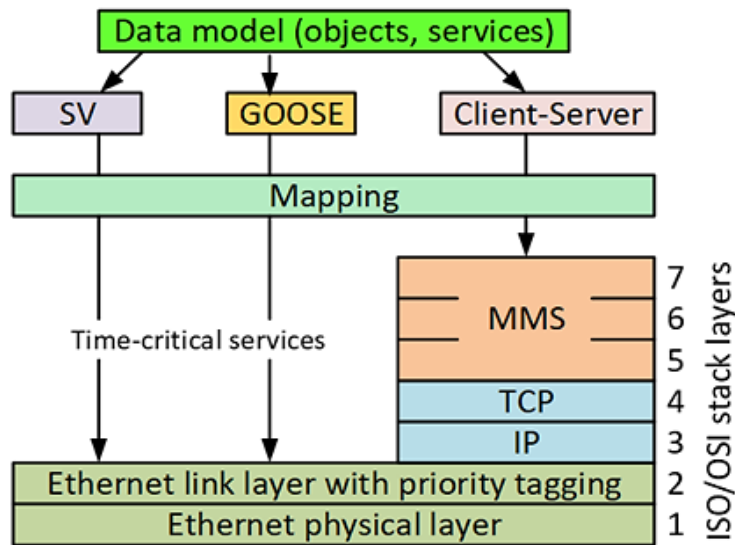 Data model (objects, services)
SV
GOOSE
Client-Server
Mapping
7
MMS
6
Time-critical services
5
TCP
4
IP
3
Ethernet link layer with priority tagging
2
Ethernet physical layer
1
ISO/OSI stack layers